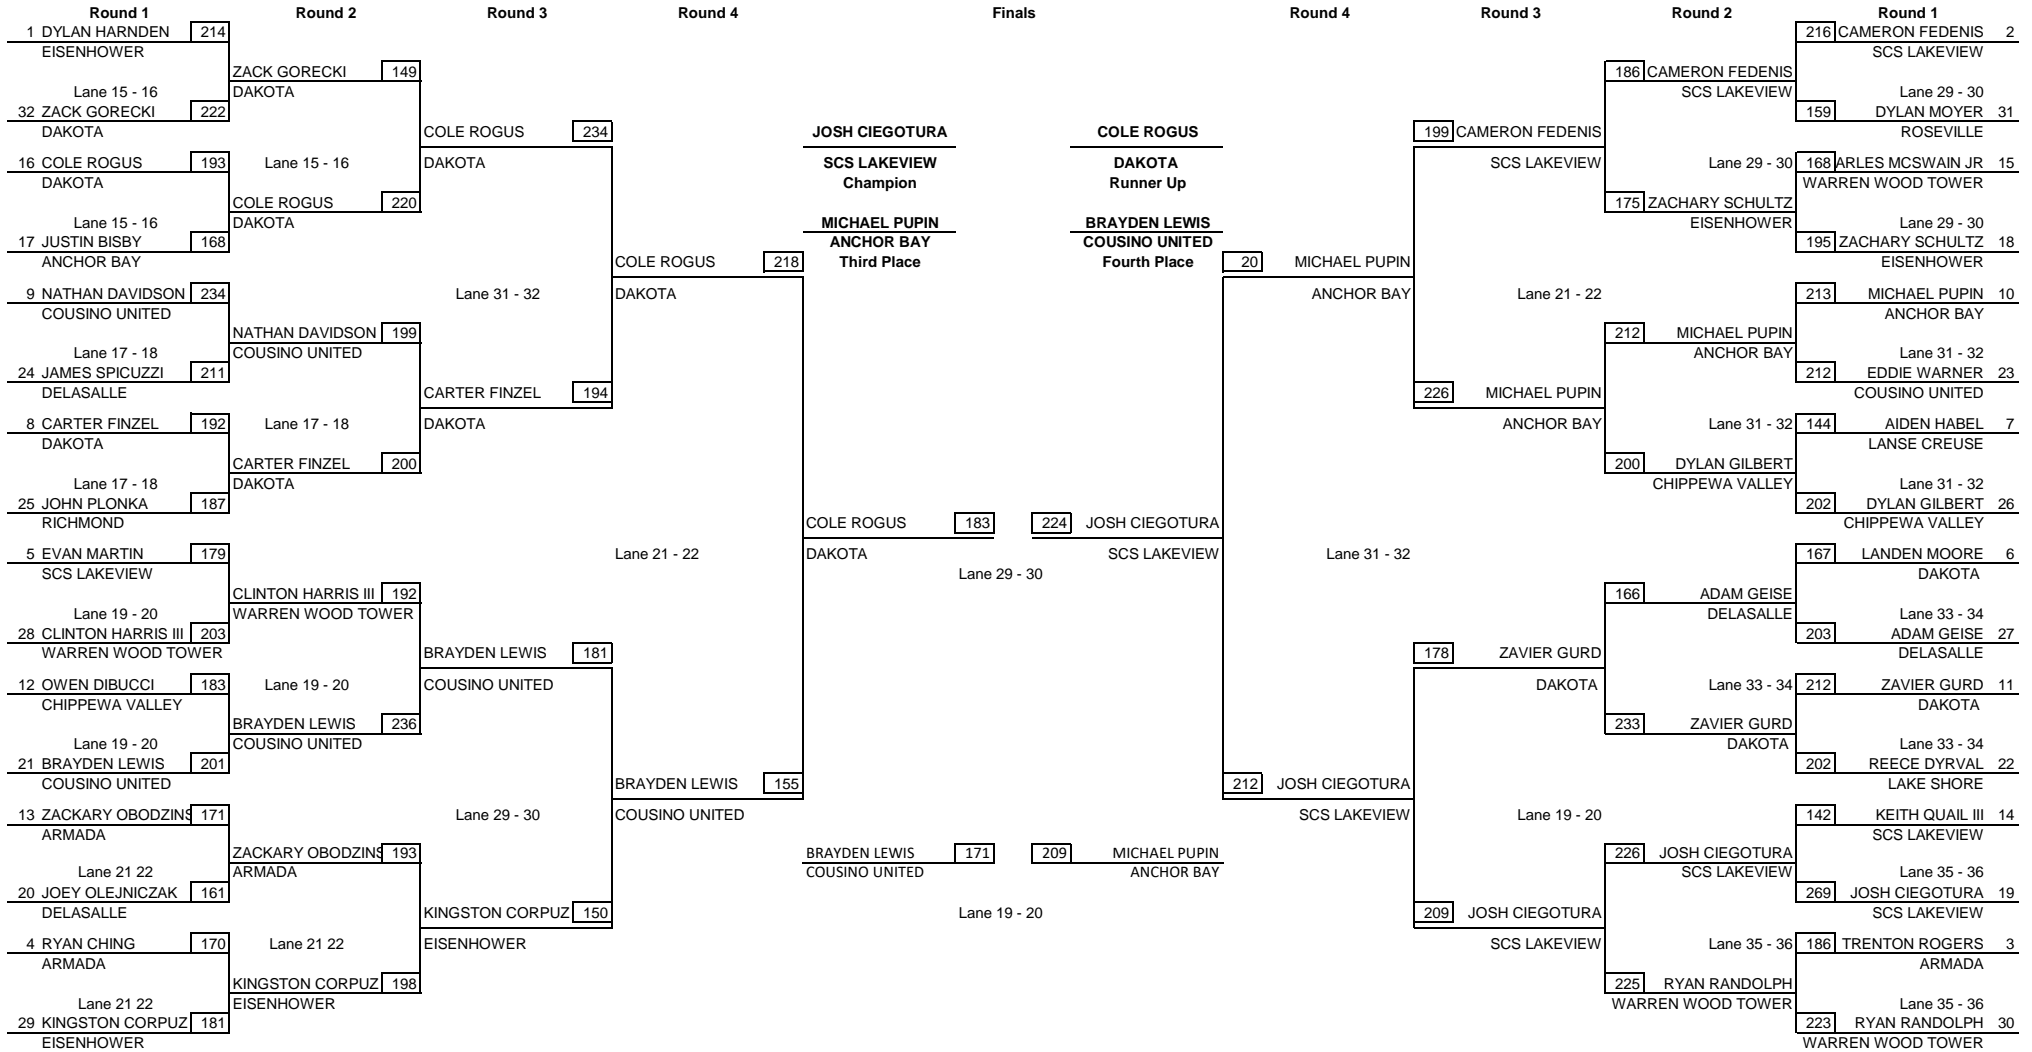 Round 1 Round 2 Round 3 Round 4 Finals Round 4 Round 3 Round 2 Round 1
1 DYLAN HARNDEN 214
EISENHOWER
Lane 15 - 16
32 ZACK GORECKI 222
DAKOTA
16 COLE ROGUS 193
DAKOTA
Lane 15 - 16
17 JUSTIN BISBY 168
ANCHOR BAY
9 NATHAN DAVIDSON 234
COUSINO UNITED
Lane 17 - 18
24 JAMES SPICUZZI 211
DELASALLE
8 CARTER FINZEL 192
DAKOTA
Lane 17 - 18
25 JOHN PLONKA 187
RICHMOND
5 EVAN MARTIN 179
SCS LAKEVIEW
Lane 19 - 20
28 CLINTON HARRIS III 203
WARREN WOOD TOWER
12 OWEN DIBUCCI 183
CHIPPEWA VALLEY
Lane 19 - 20
21 BRAYDEN LEWIS 201
COUSINO UNITED
13 ZACKARY OBODZINS 171
ARMADA
Lane 21 22
20 JOEY OLEJNICZAK 161
DELASALLE
4 RYAN CHING 170
ARMADA
Lane 21 22
29 KINGSTON CORPUZ 181
EISENHOWER
ZACK GORECKI 149
DAKOTA
Lane 15 - 16
COLE ROGUS 220
DAKOTA
NATHAN DAVIDSON 199
COUSINO UNITED
Lane 17 - 18
CARTER FINZEL 200
DAKOTA
CLINTON HARRIS III 192
WARREN WOOD TOWER
Lane 19 - 20
BRAYDEN LEWIS 236
COUSINO UNITED
ZACKARY OBODZINS 193
ARMADA
Lane 21 22
KINGSTON CORPUZ 198
EISENHOWER
COLE ROGUS 234
DAKOTA
Lane 31 - 32
CARTER FINZEL 194
DAKOTA
BRAYDEN LEWIS 181
COUSINO UNITED
Lane 29 - 30
KINGSTON CORPUZ 150
EISENHOWER
COLE ROGUS 218
DAKOTA
Lane 21 - 22
BRAYDEN LEWIS 155
COUSINO UNITED
JOSH CIEGOTURA
SCS LAKEVIEW
Champion
COLE ROGUS
DAKOTA
Runner Up
MICHAEL PUPIN
ANCHOR BAY
Third Place
BRAYDEN LEWIS
COUSINO UNITED
Fourth Place
COLE ROGUS 183
DAKOTA
224 JOSH CIEGOTURA
SCS LAKEVIEW
Lane 29 - 30
BRAYDEN LEWIS 171
COUSINO UNITED
209 MICHAEL PUPIN
ANCHOR BAY
Lane 19 - 20
20 MICHAEL PUPIN
ANCHOR BAY
Lane 31 - 32
212 JOSH CIEGOTURA
SCS LAKEVIEW
199 CAMERON FEDENIS
SCS LAKEVIEW
Lane 21 - 22
226 MICHAEL PUPIN
ANCHOR BAY
178 ZAVIER GURD
DAKOTA
Lane 19 - 20
209 JOSH CIEGOTURA
SCS LAKEVIEW
186 CAMERON FEDENIS
SCS LAKEVIEW
Lane 29 - 30
175 ZACHARY SCHULTZ
EISENHOWER
212 MICHAEL PUPIN
ANCHOR BAY
Lane 31 - 32
200 DYLAN GILBERT
CHIPPEWA VALLEY
166 ADAM GEISE
DELASALLE
Lane 33 - 34
233 ZAVIER GURD
DAKOTA
226 JOSH CIEGOTURA
SCS LAKEVIEW
Lane 35 - 36
225 RYAN RANDOLPH
WARREN WOOD TOWER
216 CAMERON FEDENIS 2
SCS LAKEVIEW
Lane 29 - 30
159 DYLAN MOYER 31
ROSEVILLE
168 ARLES MCSWAIN JR 15
WARREN WOOD TOWER
Lane 29 - 30
195 ZACHARY SCHULTZ 18
EISENHOWER
213 MICHAEL PUPIN 10
ANCHOR BAY
Lane 31 - 32
212 EDDIE WARNER 23
COUSINO UNITED
144 AIDEN HABEL 7
LANSE CREUSE
Lane 31 - 32
202 DYLAN GILBERT 26
CHIPPEWA VALLEY
167 LANDEN MOORE 6
DAKOTA
Lane 33 - 34
203 ADAM GEISE 27
DELASALLE
212 ZAVIER GURD 11
DAKOTA
Lane 33 - 34
202 REECE DYRVAL 22
LAKE SHORE
142 KEITH QUAIL III 14
SCS LAKEVIEW
Lane 35 - 36
269 JOSH CIEGOTURA 19
SCS LAKEVIEW
186 TRENTON ROGERS 3
ARMADA
Lane 35 - 36
223 RYAN RANDOLPH 30
WARREN WOOD TOWER